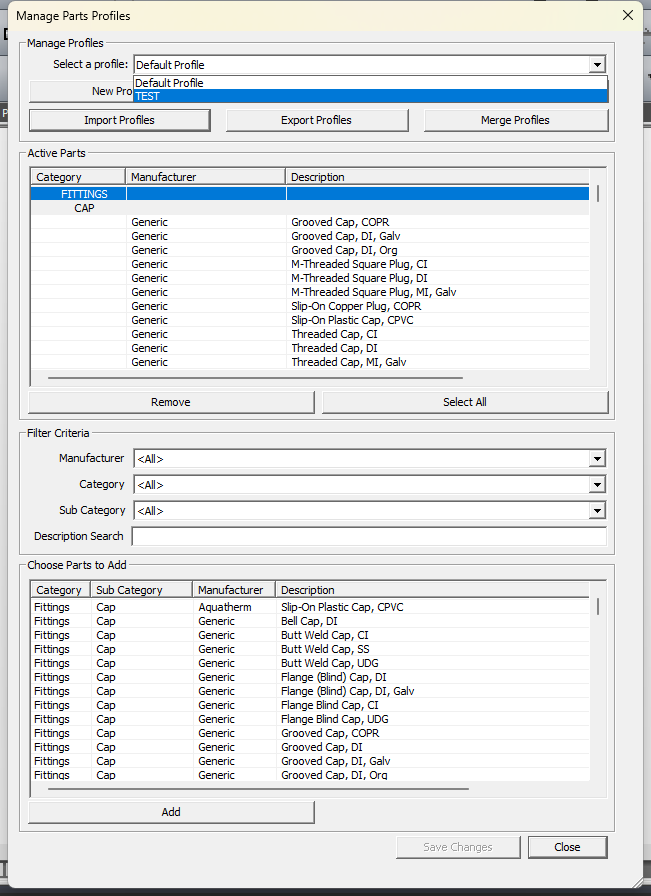 Manage Parts Profiles
Manage Profiles
Select a profile: Default Profile
Default Profile
New Pro TEST
Import Profiles Export Profiles Merge Profiles
Active Parts
Category Manufacturer Description
FITTINGS
CAP
Generic Grooved Cap, COPR
Generic Grooved Cap, DI, Galv
Generic Grooved Cap, DI, Org
Generic M-Threaded Square Plug, CI
Generic M-Threaded Square Plug, DI
Generic M-Threaded Square Plug, MI, Galv
Generic Slip-On Copper Plug, COPR
Generic Slip-On Plastic Cap, CPVC
Generic Threaded Cap, CI
Generic Threaded Cap, DI
Generic Threaded Cap, MI, Galv
Remove Select All
Filter Criteria
Manufacturer <All>
Category <All>
Sub Category <All>
Description Search
Choose Parts to Add
Category Sub Category Manufacturer Description
Fittings Cap Aquatherm Slip-On Plastic Cap, CPVC
Fittings Cap Generic Bell Cap, DI
Fittings Cap Generic Butt Weld Cap, CI
Fittings Cap Generic Butt Weld Cap, SS
Fittings Cap Generic Butt Weld Cap, UDG
Fittings Cap Generic Flange (Blind) Cap, DI
Fittings Cap Generic Flange (Blind) Cap, DI, Galv
Fittings Cap Generic Flange Blind Cap, CI
Fittings Cap Generic Flange Blind Cap, UDG
Fittings Cap Generic Grooved Cap, COPR
Fittings Cap Generic Grooved Cap, DI
Fittings Cap Generic Grooved Cap, DI, Galv
Fittings Cap Generic Grooved Cap, DI, Org
Add
Save Changes Close